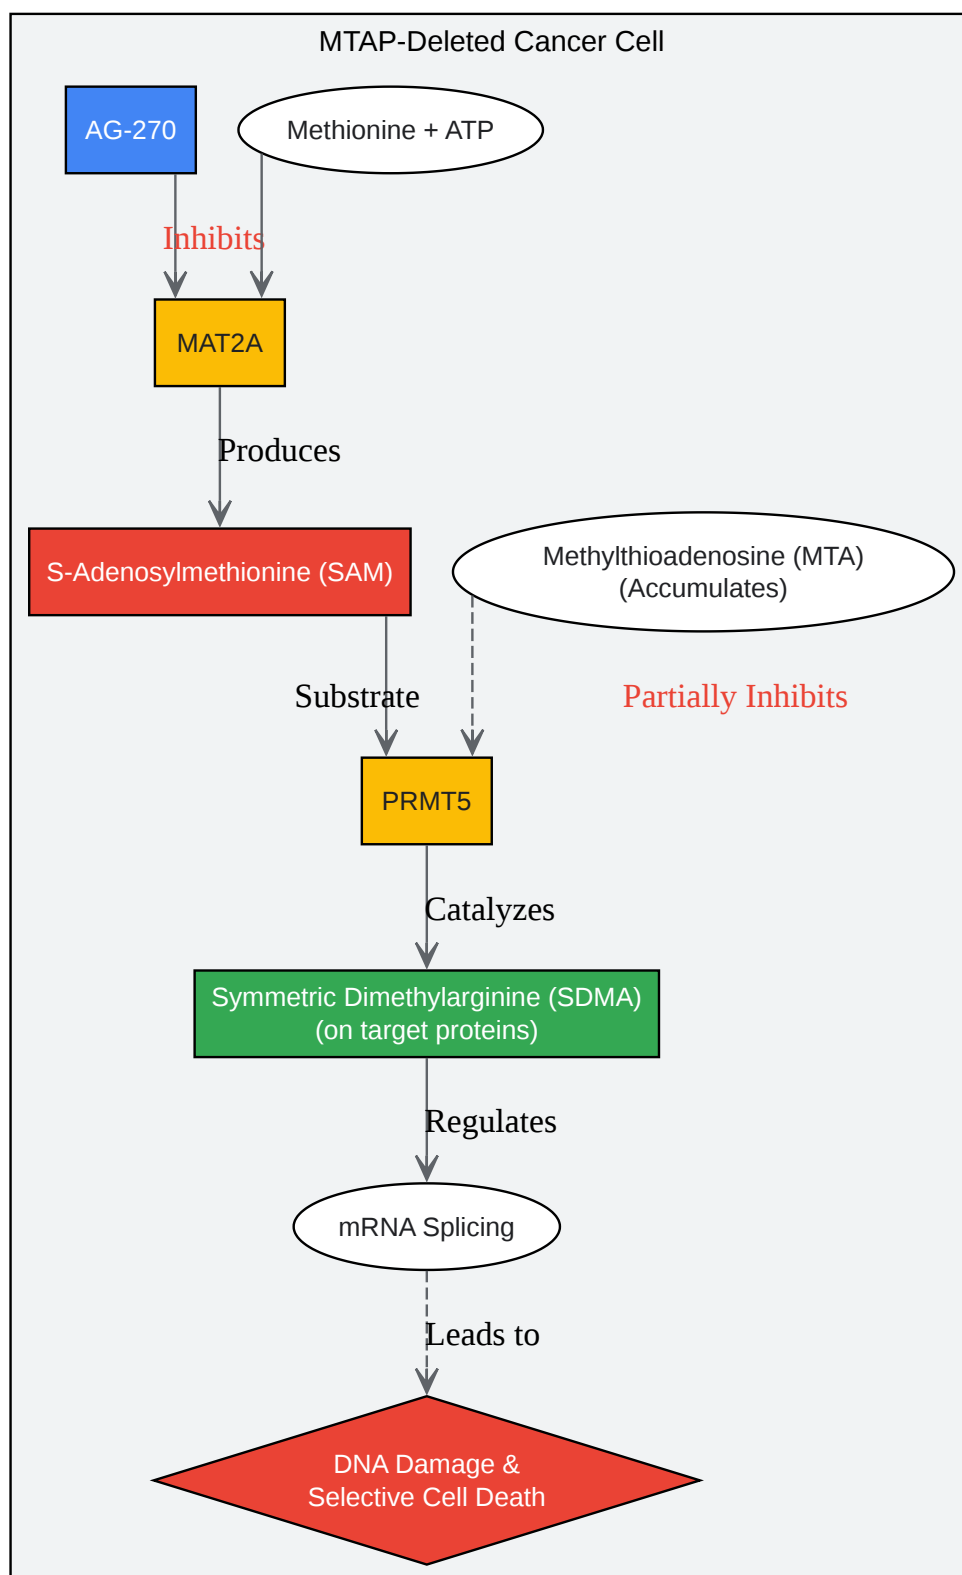 MTAP-Deleted Cancer Cell
AG-270
Methionine + ATP
Inhibits
MAT2A
Produces
S-Adenosylmethionine (SAM)
Methylthioadenosine (MTA)
(Accumulates)
Substrate
Partially Inhibits
PRMT5
Catalyzes
Symmetric Dimethylarginine (SDMA)
(on target proteins)
Regulates
mRNA Splicing
Leads to
DNA Damage &
Selective Cell Death